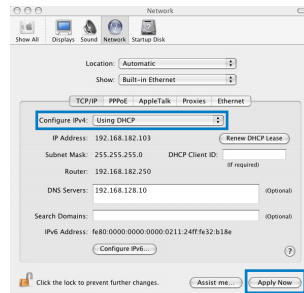 Network
Show All Displays Sound Network Startup Disk
Location: Automatic
Show: Built-in Ethernet
TCP/IP PPPoE AppleTalk Proxies Ethernet
Configure IPv4: Using DHCP
IP Address: 192.168.182.103 Renew DHCP Lease
Subnet Mask: 255.255.255.0 DHCP Client ID:
(If required)
Router: 192.168.182.250
DNS Servers: 192.168.128.10 (Optional)
Search Domains: (Optional)
IPv6 Address: fe80:0000:0000:0000:0211:24ff:fe32:b18e
Configure IPv6... ?
Click the lock to prevent further changes. Assist me... Apply Now